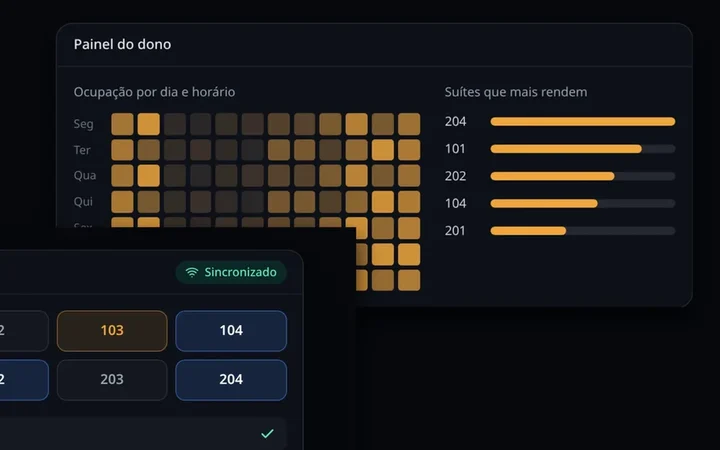 Painel do dono
Ocupação por dia e horário
Seg
Ter
Qua
Qui
Suítes que mais rendem
204
101
202
104
201
Sincronizado
2 103 104
2 203 204